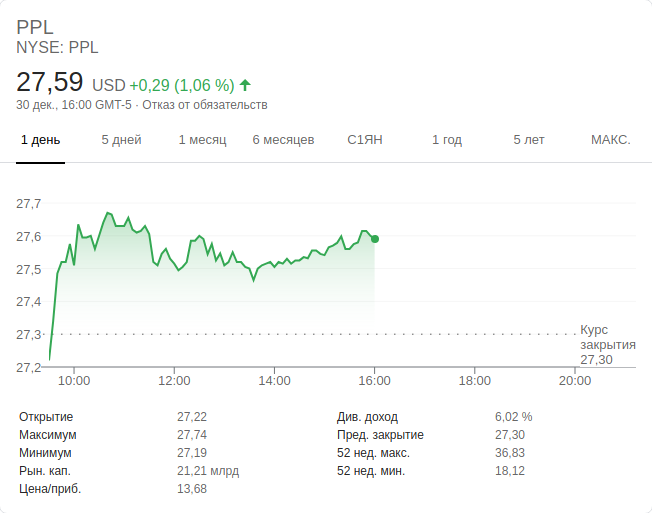 PPL
NYSE: PPL
27,59 USD +0,29 (1,06 %)
30 дек., 16:00 GMT-5 · Отказ от обязательств
1 день 5 дней 1 месяц 6 месяцев С1ЯН 1 год 5 лет МАКС.
27,7
27,6
27,5
27,4
27,3
27,2
Курс
закрытия
27,30
10:00 12:00 14:00 16:00 18:00 20:00
Открытие 27,22
Максимум 27,74
Минимум 27,19
Рын. кап. 21,21 млрд
Цена/приб. 13,68
Див. доход 6,02 %
Пред. закрытие 27,30
52 нед. макс. 36,83
52 нед. мин. 18,12